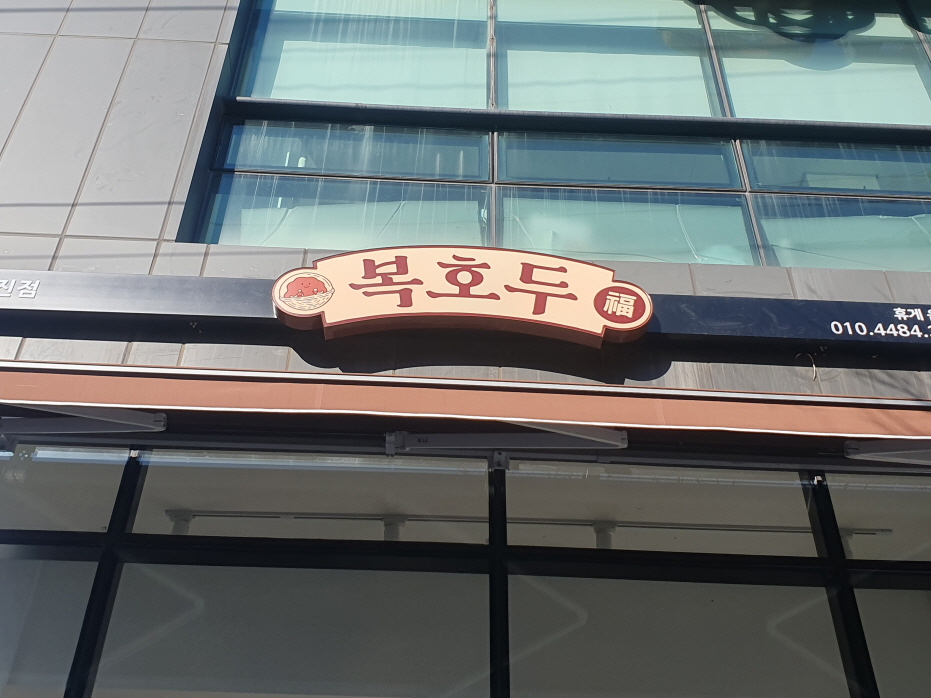 진점
복호두
福
휴게
010.4484.